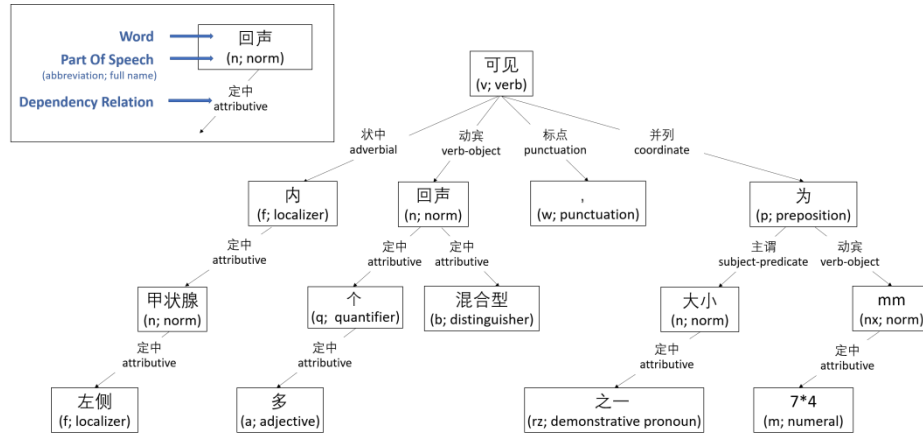 Word
回声
(n; norm)
Part Of Speech
(abbreviation; full name)
Dependency Relation
定中
attributive
可见
(v; verb)
状中
adverbial
动宾
verb-object
标点
punctuation
并列
coordinate
内
(f; localizer)
回声
(n; norm)
,
(w; punctuation)
为
(p; preposition)
定中
attributive
定中
attributive
定中
attributive
主谓
subject-predicate
动宾
verb-object
甲状腺
(n; norm)
个
(q; quantifier)
混合型
(b; distinguisher)
大小
(n; norm)
mm
(nx; norm)
定中
attributive
定中
attributive
定中
attributive
定中
attributive
左侧
(f; localizer)
多
(a; adjective)
之一
(rz; demonstrative pronoun)
7*4
(m; numeral)